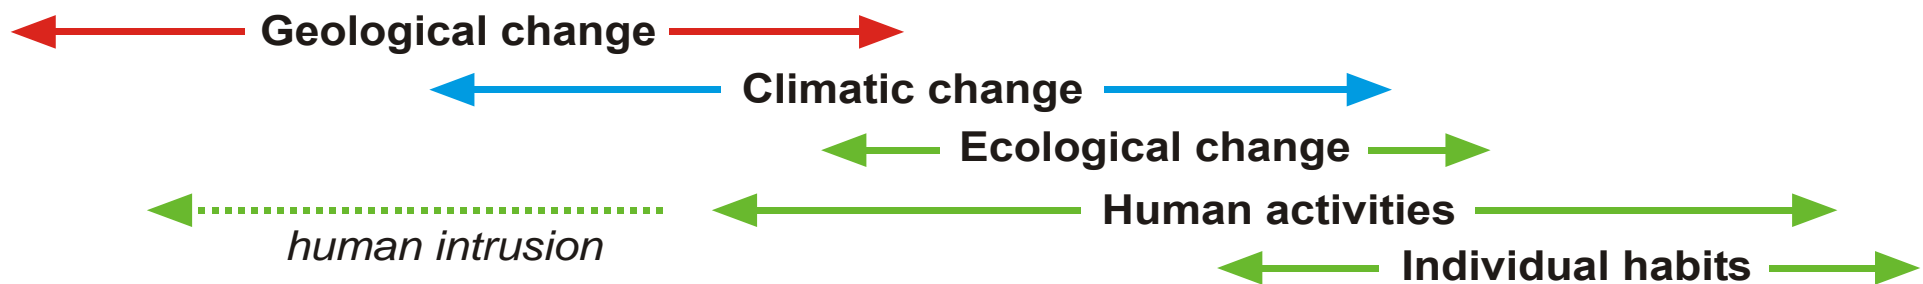 Geological change
Climatic change
Ecological change
Human activities
human intrusion
Individual habits